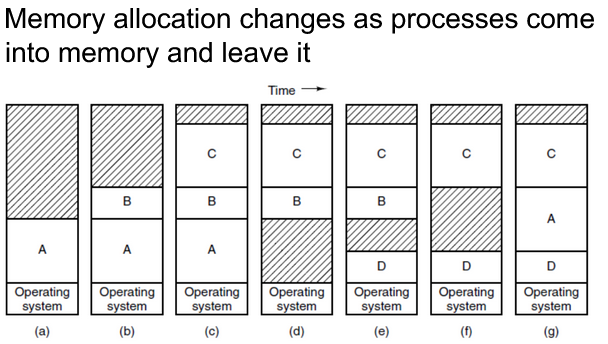 Memory allocation changes as processes come
into memory and leave it
Time
A
Operating
system
(a)
B
A
Operating
system
(b)
C
B
A
Operating
system
(c)
C
B
Operating
system
(d)
C
B
D
Operating
system
(e)
C
D
Operating
system
(f)
C
A
D
Operating
system
(g)